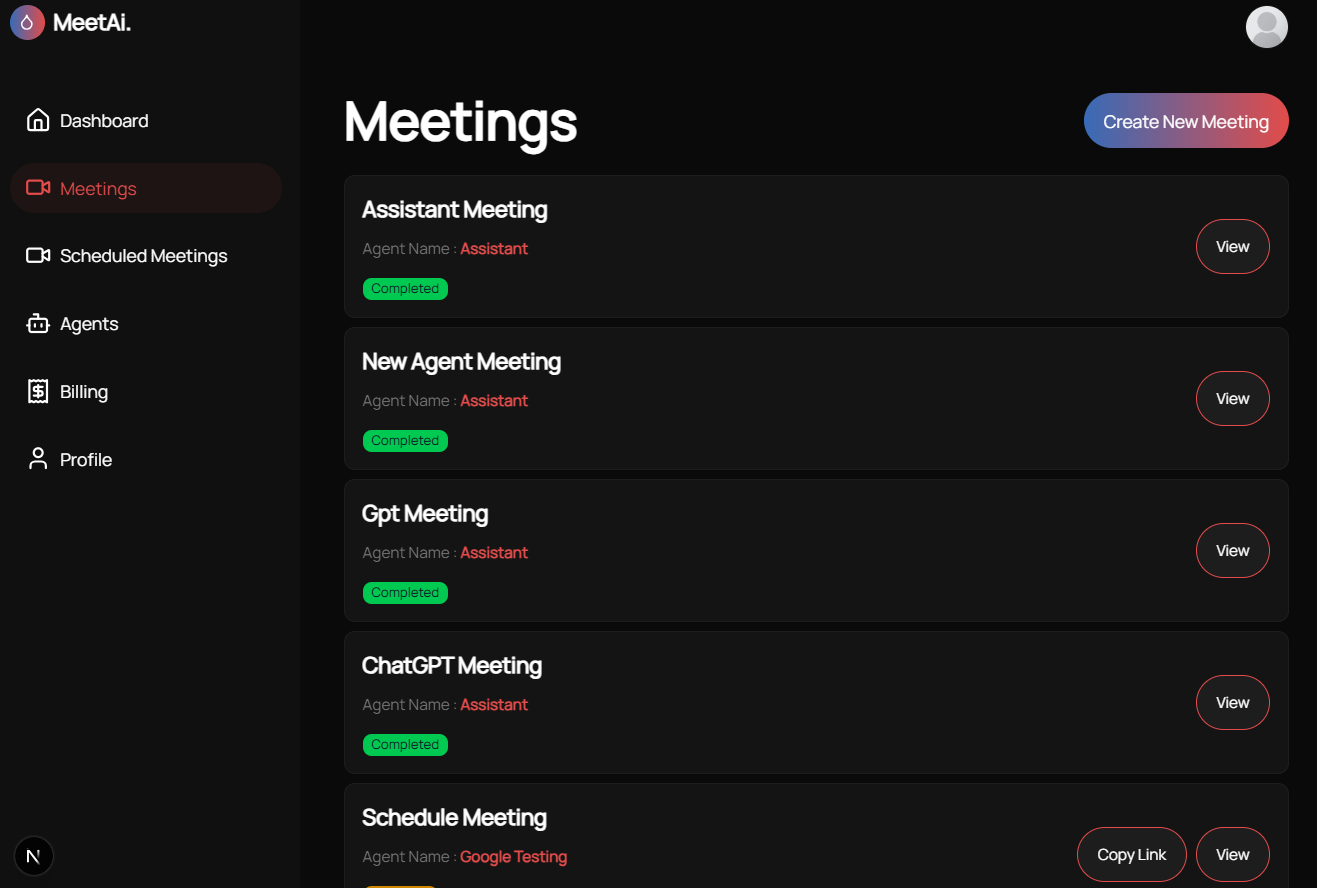 MeetAi.
Dashboard
Meetings
Scheduled Meetings
Agents
Billing
Profile
N
Meetings
Create New Meeting
Assistant Meeting
Agent Name : Assistant
Completed
View
New Agent Meeting
Agent Name : Assistant
Completed
View
Gpt Meeting
Agent Name : Assistant
Completed
View
ChatGPT Meeting
Agent Name : Assistant
Completed
View
Schedule Meeting
Agent Name : Google Testing
Copy Link
View